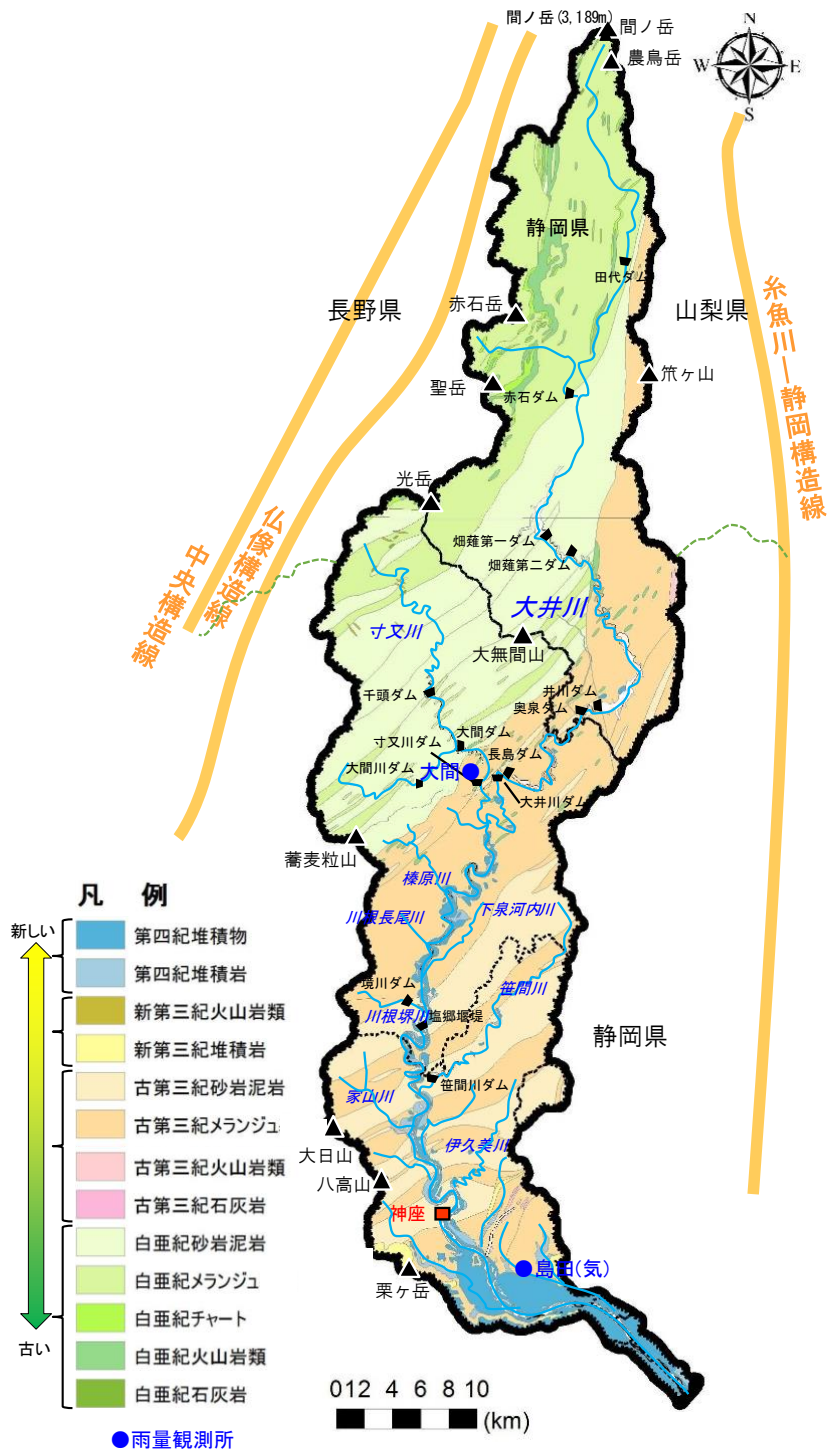 間ノ岳(3,189m)
間ノ岳
農鳥岳
N
W
E
S
静岡県
田代ダム
長野県
赤石岳
山梨県
聖岳
赤石ダム
笊ヶ山
糸魚川―静岡構造線
光岳
仏像構造線
中央構造線
畑薙第一ダム
畑薙第二ダム
大井川
寸又川
大無間山
千頭ダム
井川ダム
奥泉ダム
大間ダム
寸又川ダム
長島ダム
大間川ダム
大間
大井川ダム
蕎麦粒山
榛原川
下泉河内川
川根長尾川
笹間川
境川ダム
川根堺川
塩郷堰堤
静岡県
笹間川ダム
家山川
大日山
伊久美川
八高山
神座
島田(気)
栗ヶ岳
凡 例
新しい
第四紀堆積物
第四紀堆積岩
新第三紀火山岩類
新第三紀堆積岩
古第三紀砂岩泥岩
古第三紀メランジュ
古第三紀火山岩類
古第三紀石灰岩
白亜紀砂岩泥岩
白亜紀メランジュ
白亜紀チャート
白亜紀火山岩類
白亜紀石灰岩
古い
●雨量観測所
012 4 6 8 10
(km)